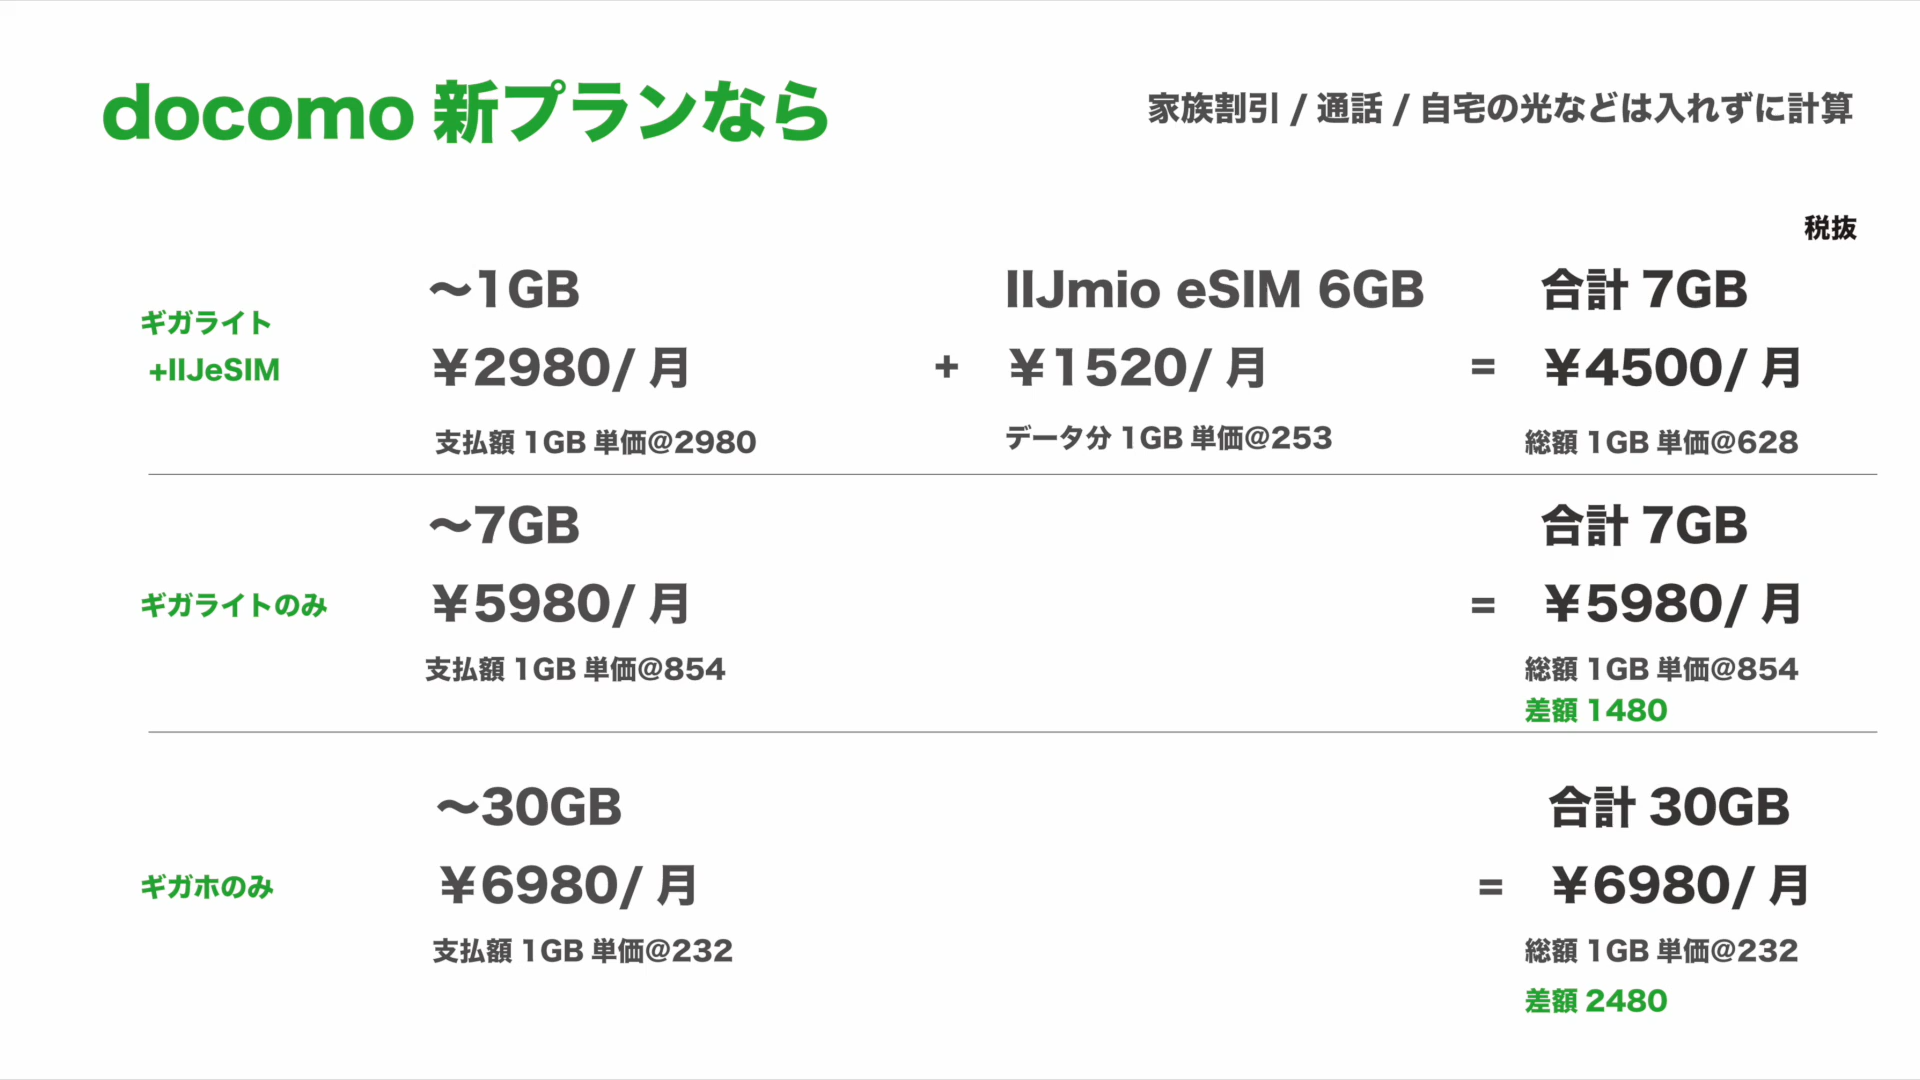 docomo 新プランなら
家族割引 / 通話 / 自宅の光などは入れずに計算
税抜
ギガライト
+IIJeSIM
〜1GB
¥2980/ 月
支払額 1GB 単価@2980
+
IIJmio eSIM 6GB
¥1520/ 月
データ分 1GB 単価@253
=
合計 7GB
¥4500/ 月
総額 1GB 単価@628
ギガライトのみ
〜7GB
¥5980/ 月
支払額 1GB 単価@854
=
合計 7GB
¥5980/ 月
総額 1GB 単価@854
差額 1480
ギガホのみ
〜30GB
¥6980/ 月
支払額 1GB 単価@232
=
合計 30GB
¥6980/ 月
総額 1GB 単価@232
差額 2480